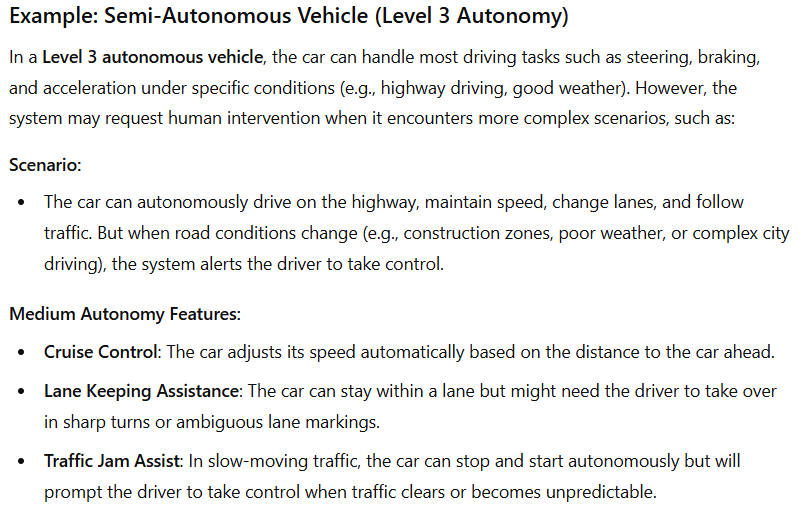 Example: Semi-Autonomous Vehicle (Level 3 Autonomy)
In a Level 3 autonomous vehicle, the car can handle most driving tasks such as steering, braking,
and acceleration under specific conditions (e.g., highway driving, good weather). However, the
system may request human intervention when it encounters more complex scenarios, such as:
Scenario:
• The car can autonomously drive on the highway, maintain speed, change lanes, and follow
traffic. But when road conditions change (e.g., construction zones, poor weather, or complex city
driving), the system alerts the driver to take control.
Medium Autonomy Features:
• Cruise Control: The car adjusts its speed automatically based on the distance to the car ahead.
• Lane Keeping Assistance: The car can stay within a lane but might need the driver to take over
in sharp turns or ambiguous lane markings.
• Traffic Jam Assist: In slow-moving traffic, the car can stop and start autonomously but will
prompt the driver to take control when traffic clears or becomes unpredictable.